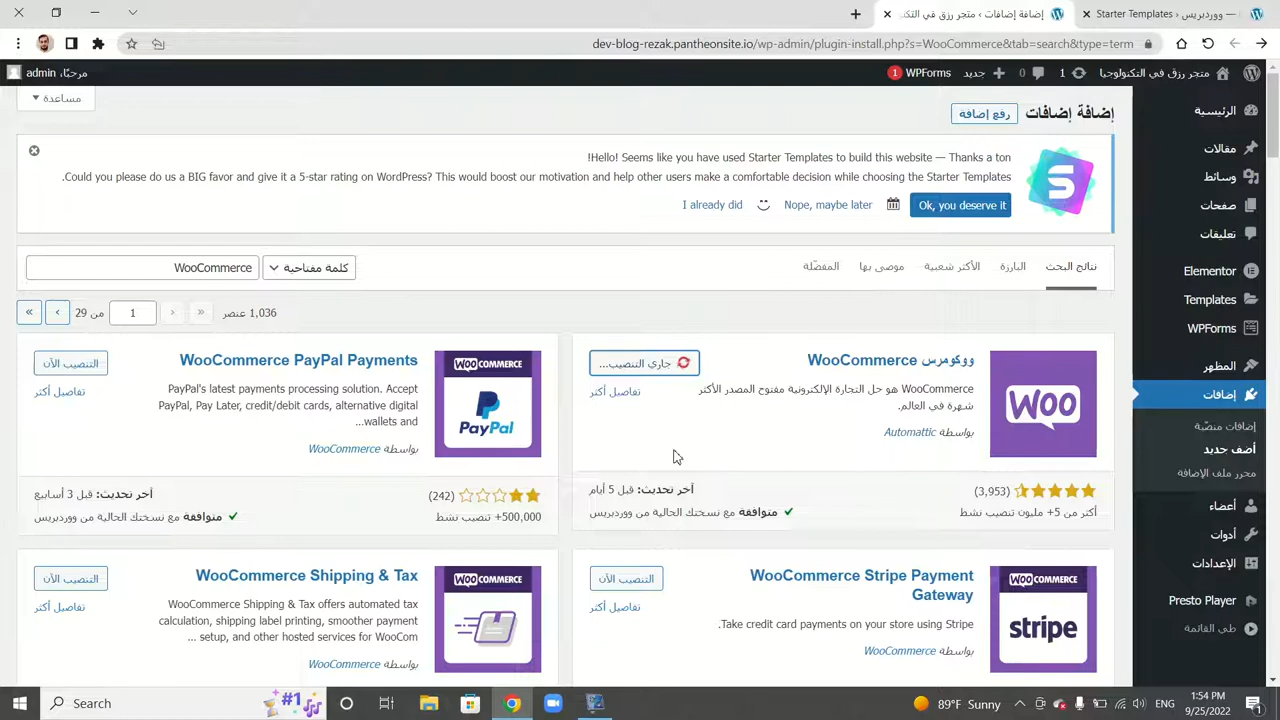 إضافة إضافات ‹ متجر رزق في التكنو
Starter Templates ‹ ووردبريس —
dev-blog-rezak.pantheonsite.io/wp-admin/plugin-install.php?s=WooCommerce&tab=search&type=term
متجر رزق في التكنولوجيا
1
0
جديد
WPForms 1
مرحبًا، admin
مساعدة
إضافة إضافات
رفع إضافة
Hello! Seems like you have used Starter Templates to build this website — Thanks a ton!
Could you please do us a BIG favor and give it a 5-star rating on WordPress? This would boost our motivation and help other users make a comfortable decision while choosing the Starter Templates.
Ok, you deserve it
Nope, maybe later
I already did
نتائج البحث
البارزة
الأكثر شعبية
موصى بها
المفضّلة
كلمة مفتاحية
WooCommerce
1,036 عنصر
« ‹ 1 من 29 › »
ووكومرس WooCommerce
جاري التنصيب...
تفاصيل أكثر
WooCommerce هو حل التجارة الإلكترونية مفتوح المصدر الأكثر
شهرة في العالم.
بواسطة Automattic
WOO
(3,953)
أكثر من 5+ مليون تنصيب نشط
آخر تحديث: قبل 5 أيام
متوافقة مع نسختك الحالية من ووردبريس
WooCommerce PayPal Payments
التنصيب الآن
تفاصيل أكثر
PayPal's latest payments processing solution. Accept
PayPal, Pay Later, credit/debit cards, alternative digital
wallets and…
بواسطة WooCommerce
WOO COMMERCE
PayPal
(242)
500,000+ تنصيب نشط
آخر تحديث: قبل 3 أسابيع
متوافقة مع نسختك الحالية من ووردبريس
WooCommerce Stripe Payment
Gateway
التنصيب الآن
تفاصيل أكثر
Take credit card payments on your store using Stripe.
بواسطة WooCommerce
WOO COMMERCE
stripe
WooCommerce Shipping & Tax
التنصيب الآن
تفاصيل أكثر
WooCommerce Shipping & Tax offers automated tax
calculation, shipping label printing, smoother payment
setup, and other hosted services for WooCom …
بواسطة WooCommerce
WOO COMMERCE
الرئيسية
مقالات
وسائط
صفحات
تعليقات
Elementor
Templates
WPForms
المظهر
إضافات
إضافات منصّبة
أضف جديد
محرر ملف الإضافة
أعضاء
أدوات
الإعدادات
Presto Player
طي القائمة
Search
#1
89°F Sunny
ENG
1:54 PM
9/25/2022
1